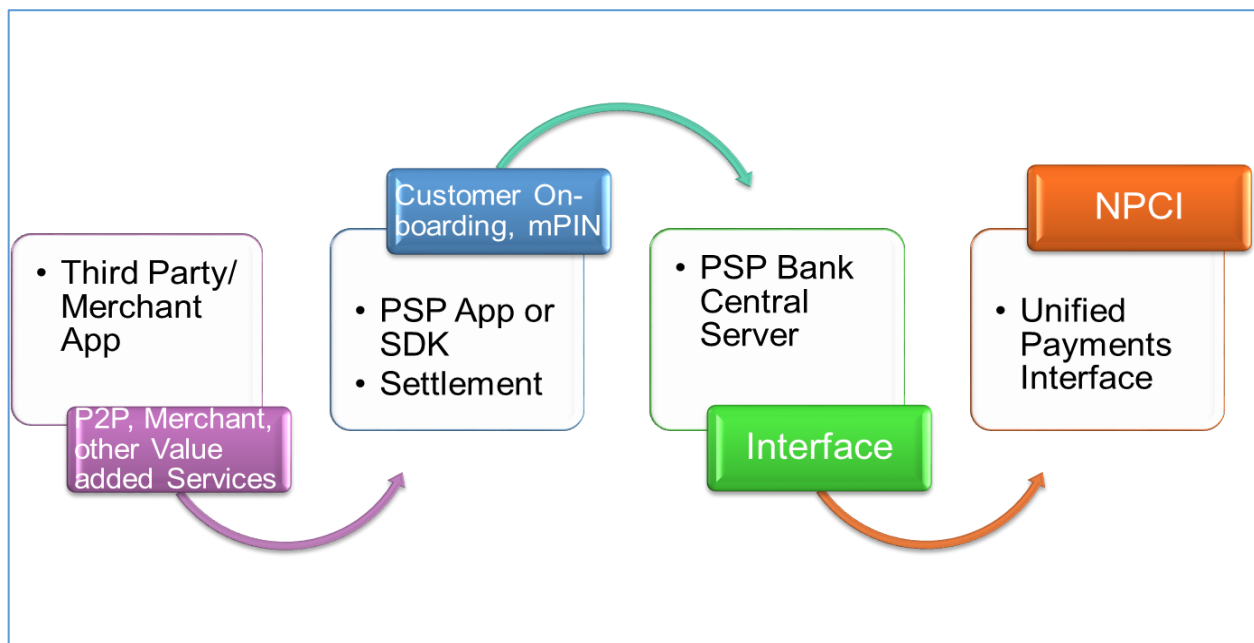 • Third Party/
Merchant
App
P2P, Merchant,
other Value
added Services
Customer On-
boarding, mPIN
• PSP App or
SDK
• Settlement
• PSP Bank
Central
Server
Interface
NPCI
• Unified
Payments
Interface